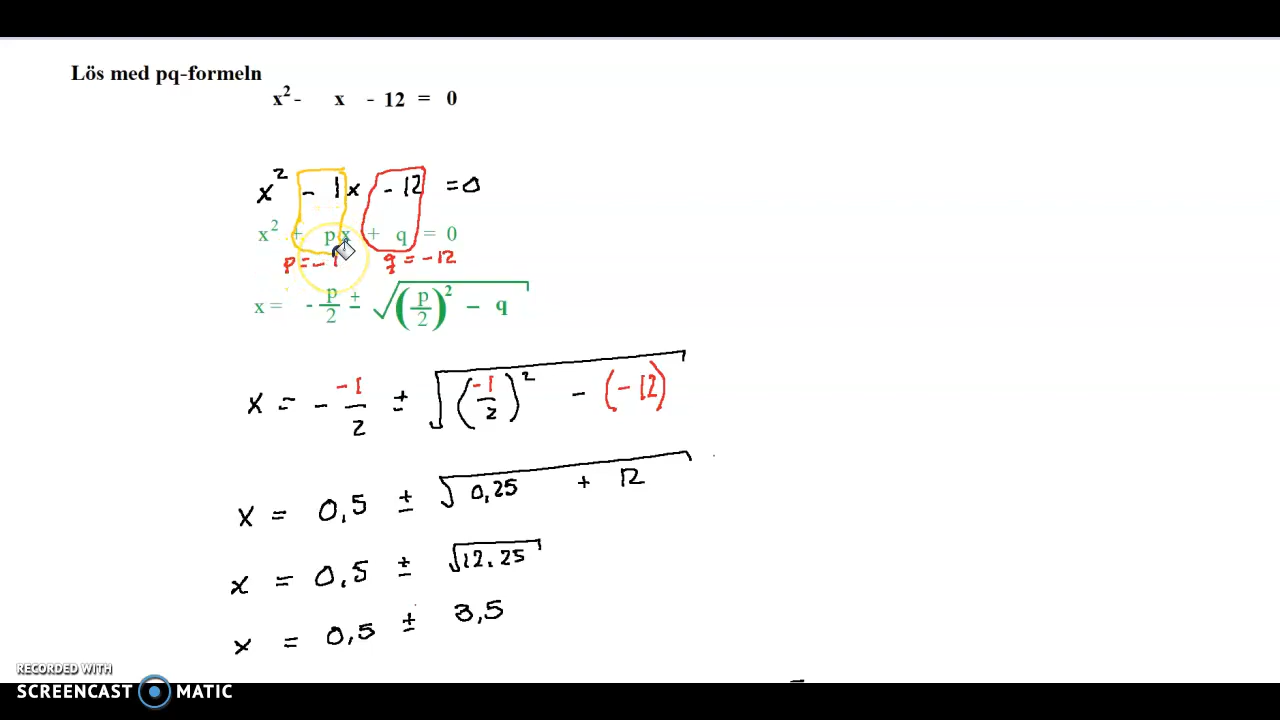 Lös med pq-formeln
x² - x - 12 = 0
x² - 1x - 12 = 0
x² + px + q = 0
p = -1 q = -12
x = - p/2 ± √((p/2)² - q)
x = - -1/2 ± √((-1/2)² - (-12))
x = 0,5 ± √(0,25 + 12)
x = 0,5 ± √12.25
x = 0,5 ± 3,5
RECORDED WITH
SCREENCAST MATIC